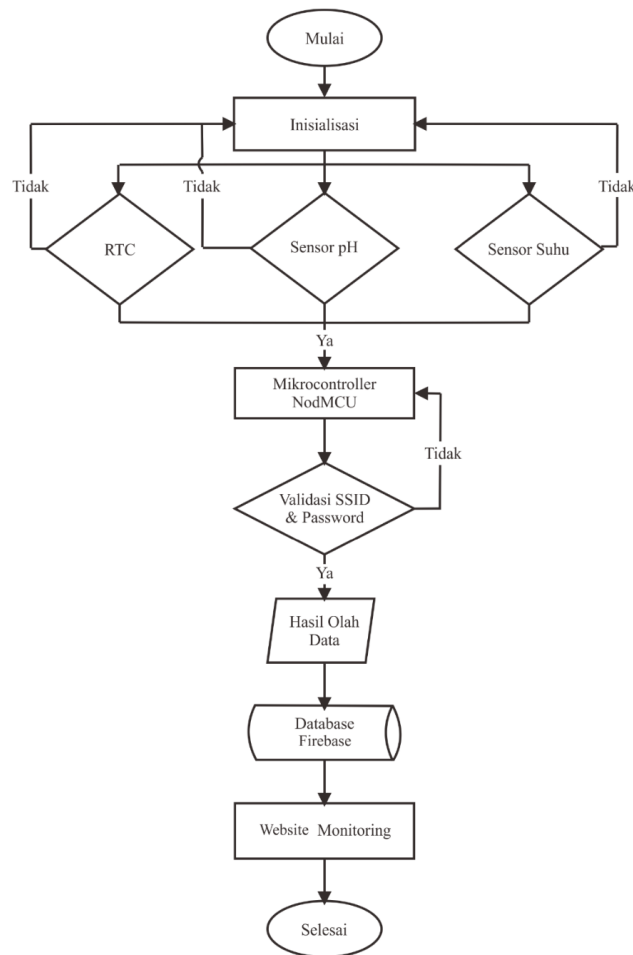 Mulai
Inisialisasi
Tidak
Tidak
Tidak
RTC
Sensor pH
Sensor Suhu
Ya
Mikrocontroller
NodMCU
Tidak
Validasi SSID
& Password
Ya
Hasil Olah
Data
Database
Firebase
Website Monitoring
Selesai